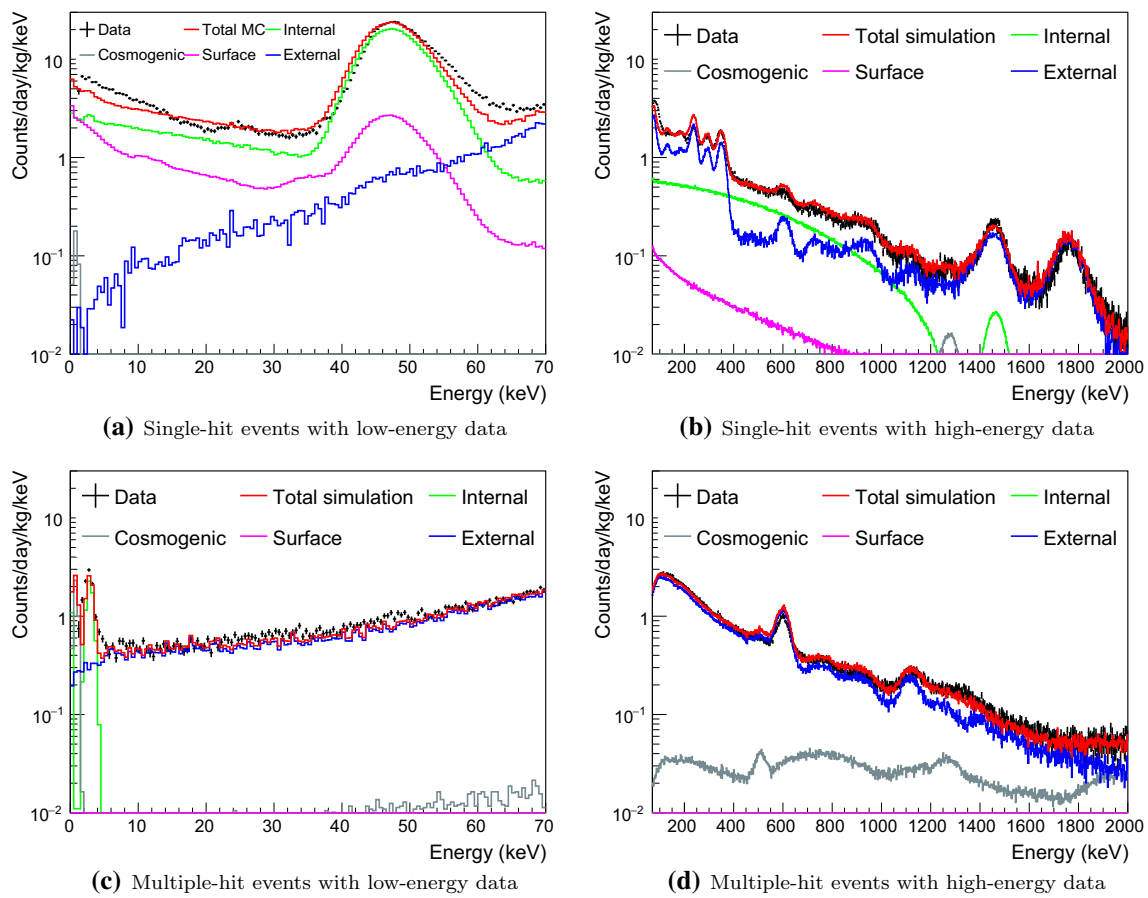 Counts/day/kg/keV
Data Total MC Internal
Cosmogenic Surface External
10
1
10⁻¹
10⁻²
0 10 20 30 40 50 60 70
Energy (keV)
(a) Single-hit events with low-energy data
Counts/day/kg/keV
Data Total simulation Internal
Cosmogenic Surface External
10
1
10⁻¹
10⁻²
200 400 600 800 1000 1200 1400 1600 1800 2000
Energy (keV)
(b) Single-hit events with high-energy data
Counts/day/kg/keV
Data Total simulation Internal
Cosmogenic Surface External
10
1
10⁻¹
10⁻²
0 10 20 30 40 50 60 70
Energy (keV)
(c) Multiple-hit events with low-energy data
Counts/day/kg/keV
Data Total simulation Internal
Cosmogenic Surface External
10
1
10⁻¹
10⁻²
200 400 600 800 1000 1200 1400 1600 1800 2000
Energy (keV)
(d) Multiple-hit events with high-energy data